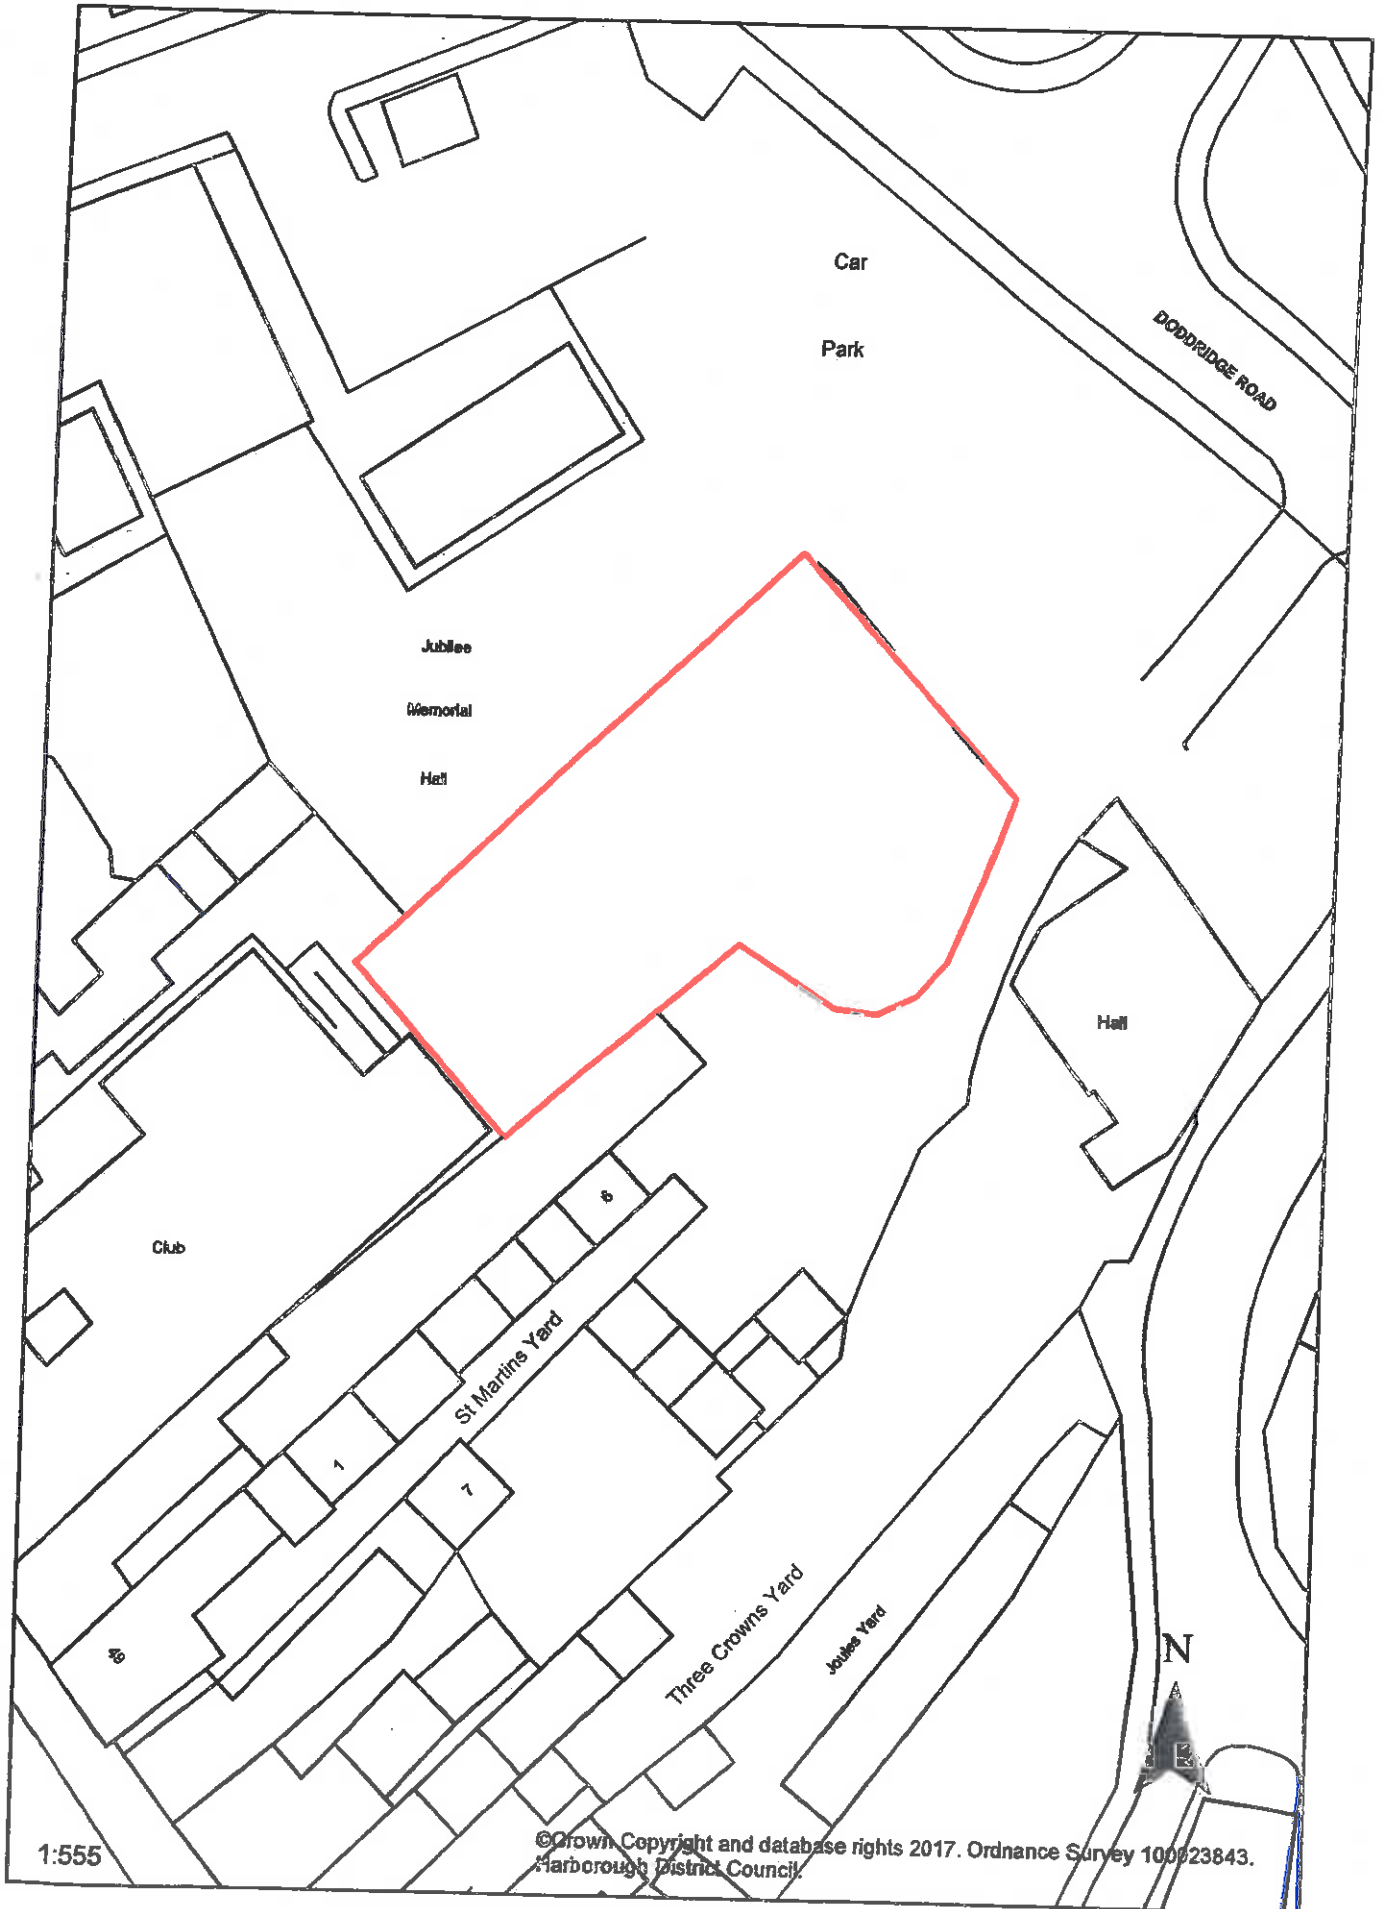 Car
Park
DODDRIDGE ROAD
Jubilee
Memorial
Hall
Hall
Club
6
St Martins Yard
1
7
49
Three Crowns Yard
Joules Yard
N
1:555
©Crown Copyright and database rights 2017. Ordnance Survey 100023843.
Harborough District Council.